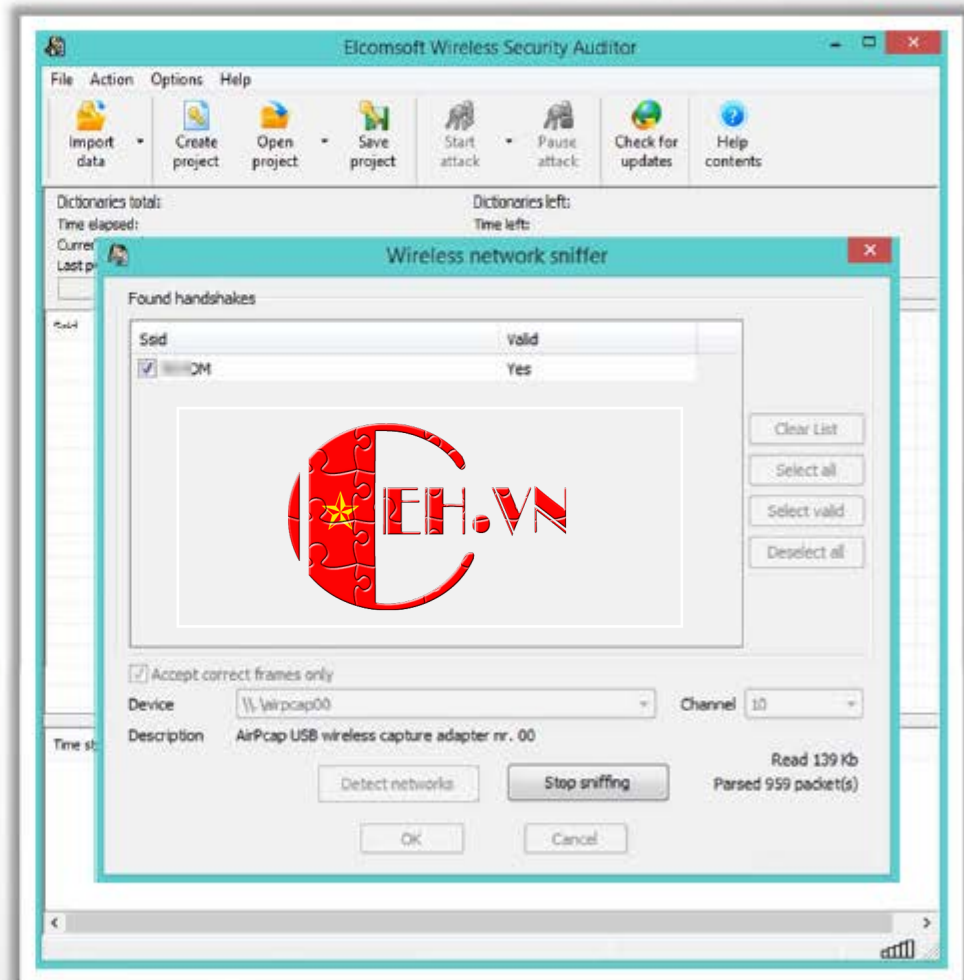 Elcomsoft Wireless Security Auditor
File Action Options Help
Import data
Create project
Open project
Save project
Start attack
Pause attack
Check for updates
Help contents
Dictionaries total: Dictionaries left:
Time elapsed: Time left:
Wireless network sniffer
Found handshakes
Ssid Valid
OM Yes
EH.VN
Clear List
Select all
Select valid
Deselect all
Accept correct frames only
Device \\.\airpcap00 Channel 10
Description AirPcap USB wireless capture adapter nr. 00
Read 139 Kb
Detect networks Stop sniffing Parsed 959 packet(s)
OK Cancel